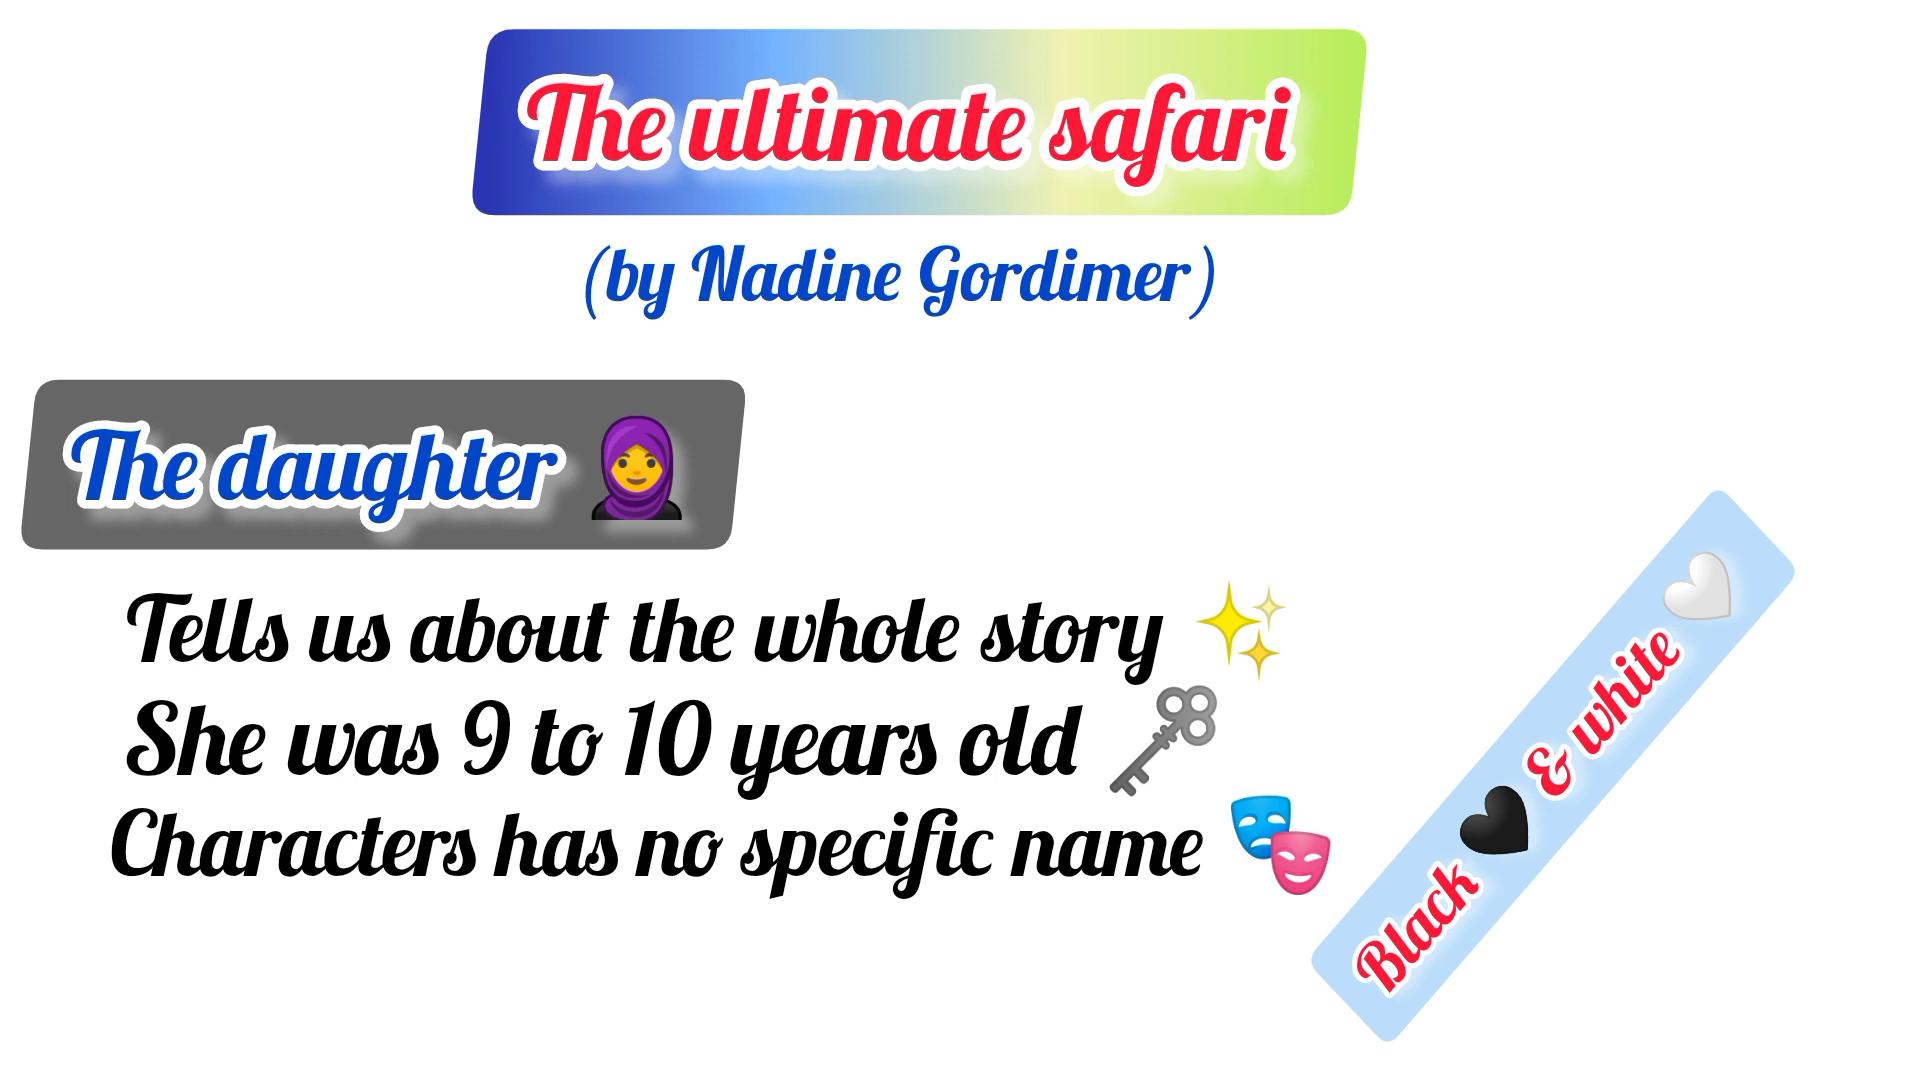 The ultimate safari
(by Nadine Gordimer)
The daughter 🧕
Tells us about the whole story ✨
She was 9 to 10 years old 🗝️
Characters has no specific name 🎭
Black 🖤 & white 🤍